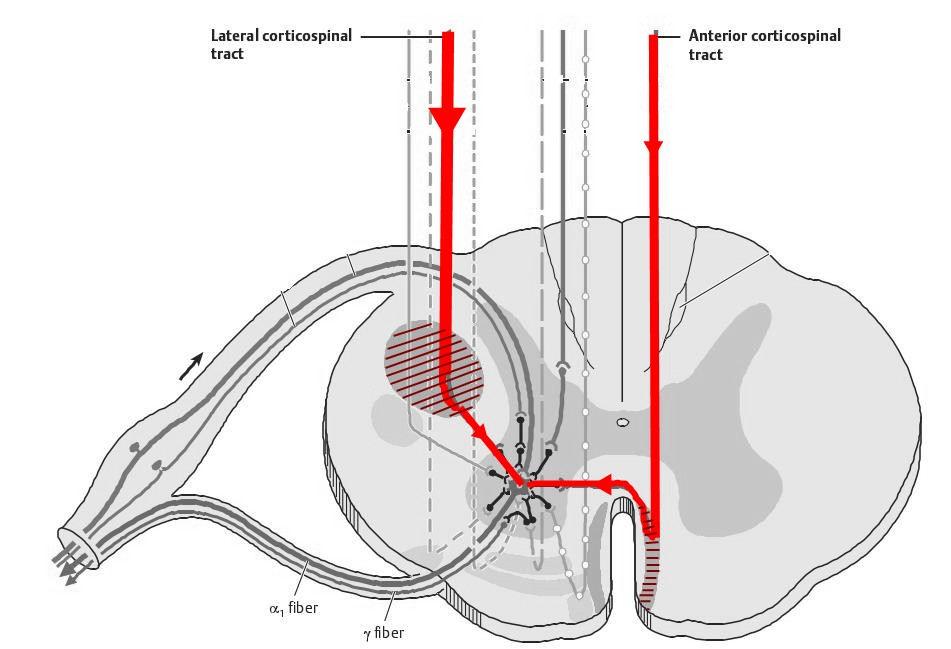 Lateral corticospinal
tract
Anterior corticospinal
tract
α₁ fiber
γ fiber